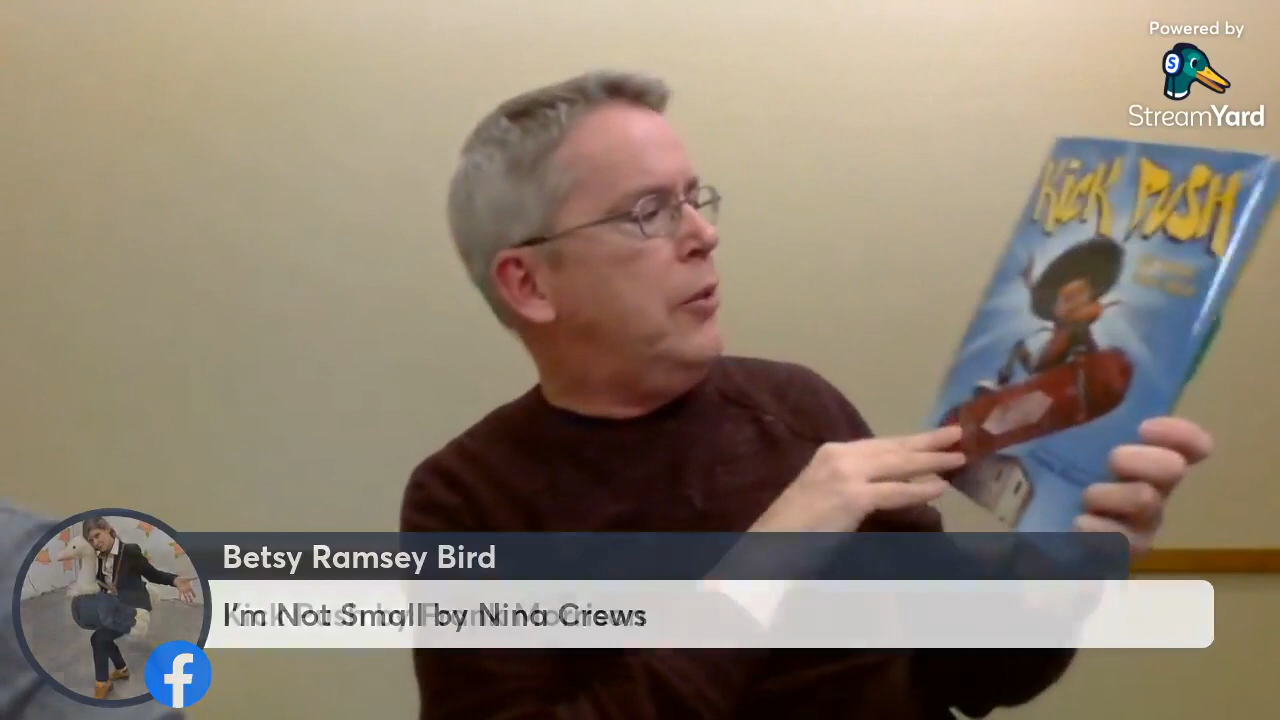 Powered by
StreamYard
KicK PUSH
Betsy Ramsey Bird
I'm Not Small by Nina Crews